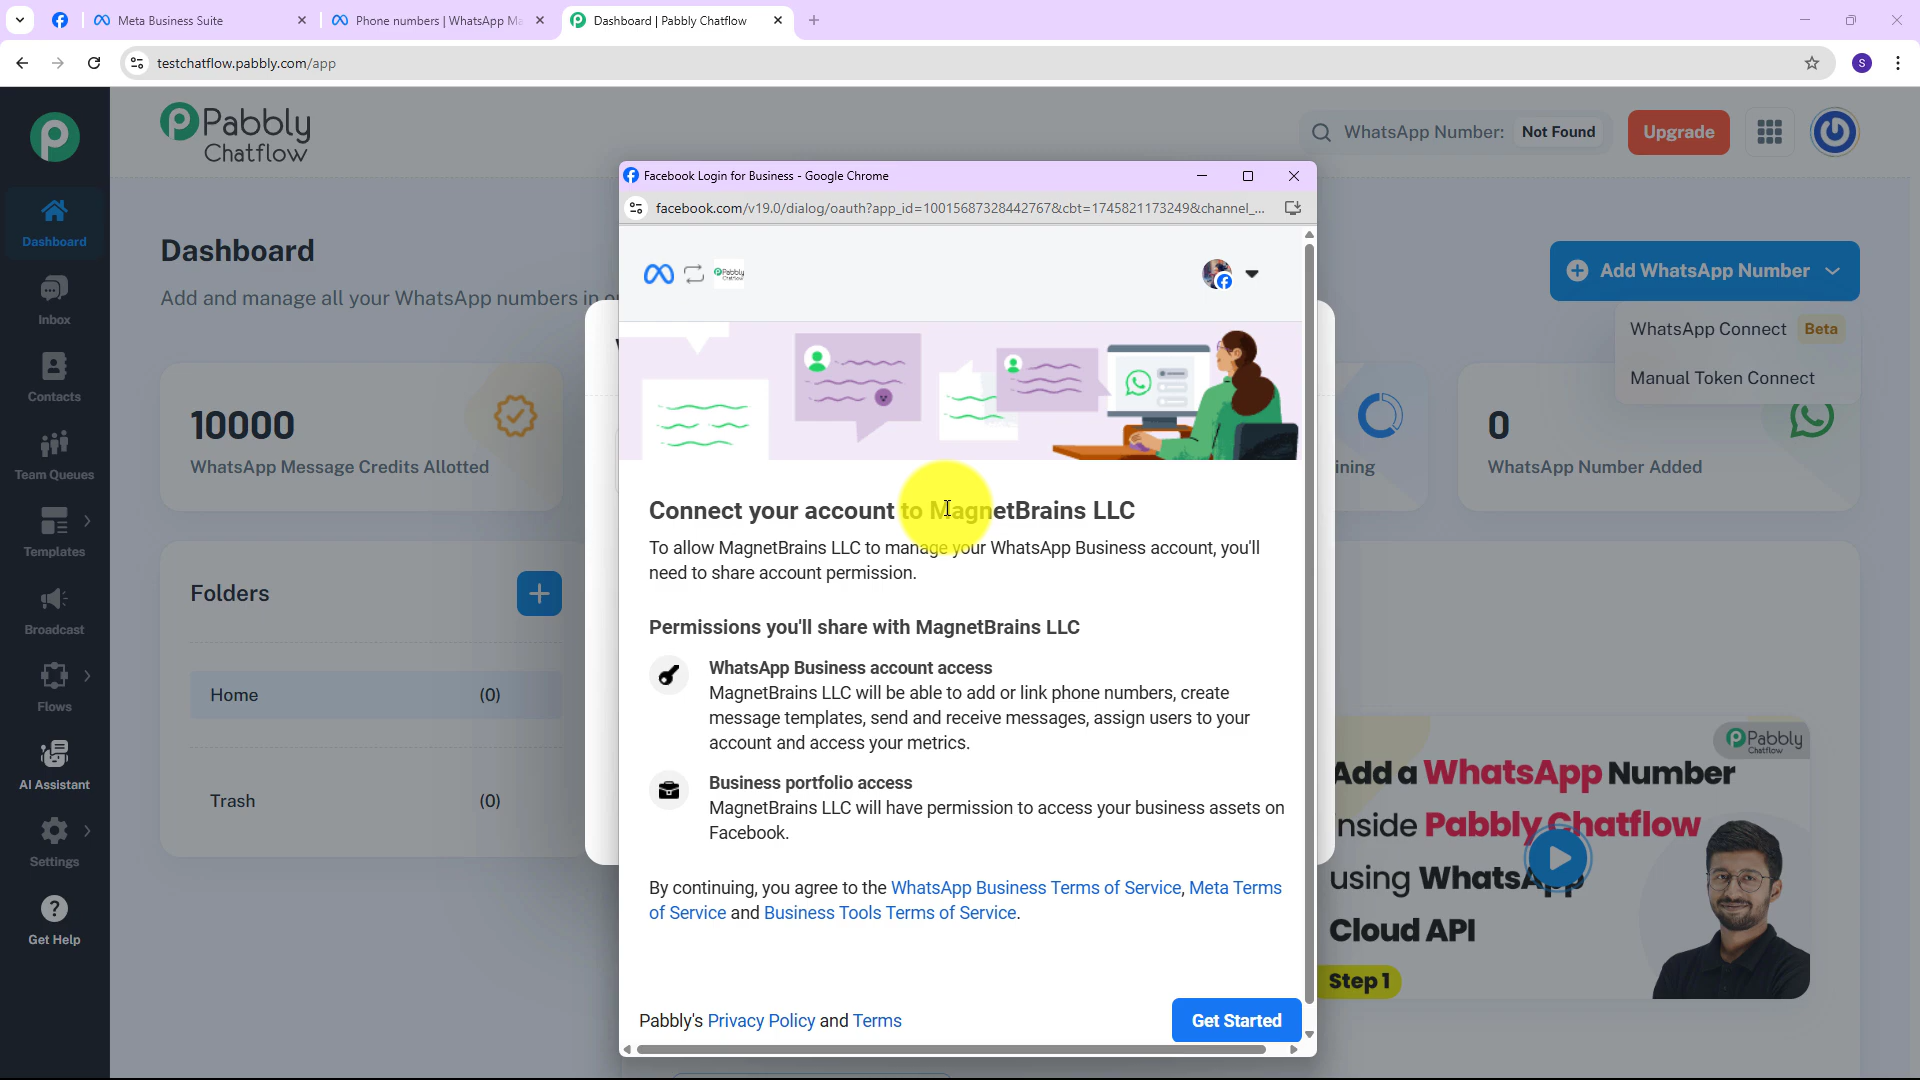 Meta Business Suite
Phone numbers | WhatsApp Ma
Dashboard | Pabbly Chatflow
testchatflow.pabbly.com/app
S
Pabbly
Chatflow
WhatsApp Number: Not Found
Upgrade
Dashboard
Add and manage all your WhatsApp numbers in
Add WhatsApp Number
WhatsApp Connect Beta
Manual Token Connect
Dashboard
Inbox
Contacts
Team Queues
Templates
Broadcast
Flows
AI Assistant
Settings
Get Help
10000
WhatsApp Message Credits Allotted
ining
0
WhatsApp Number Added
Folders
Home (0)
Trash (0)
Facebook Login for Business - Google Chrome
facebook.com/v19.0/dialog/oauth?app_id=10015687328442767&cbt=1745821173249&channel_...
Pabbly
Chatflow
Connect your account to MagnetBrains LLC
To allow MagnetBrains LLC to manage your WhatsApp Business account, you'll
need to share account permission.
Permissions you'll share with MagnetBrains LLC
WhatsApp Business account access
MagnetBrains LLC will be able to add or link phone numbers, create
message templates, send and receive messages, assign users to your
account and access your metrics.
Business portfolio access
MagnetBrains LLC will have permission to access your business assets on
Facebook.
By continuing, you agree to the WhatsApp Business Terms of Service, Meta Terms
of Service and Business Tools Terms of Service.
Pabbly's Privacy Policy and Terms
Get Started
Pabbly
Chatflow
Add a WhatsApp Number
nside Pabbly Chatflow
using WhatsApp
Cloud API
Step 1